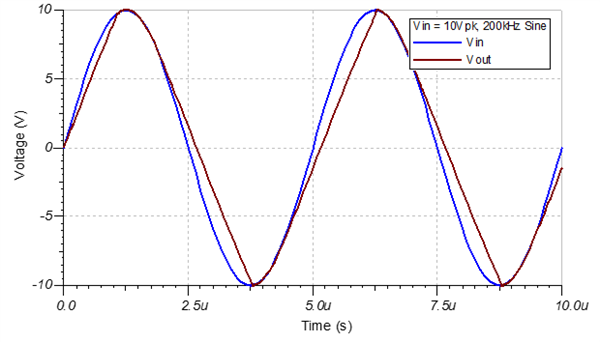 Vin = 10Vpk, 200kHz Sine
Vin
Vout
Voltage (V)
10
5
0
-5
-10
0.0 2.5u 5.0u 7.5u 10.0u
Time (s)